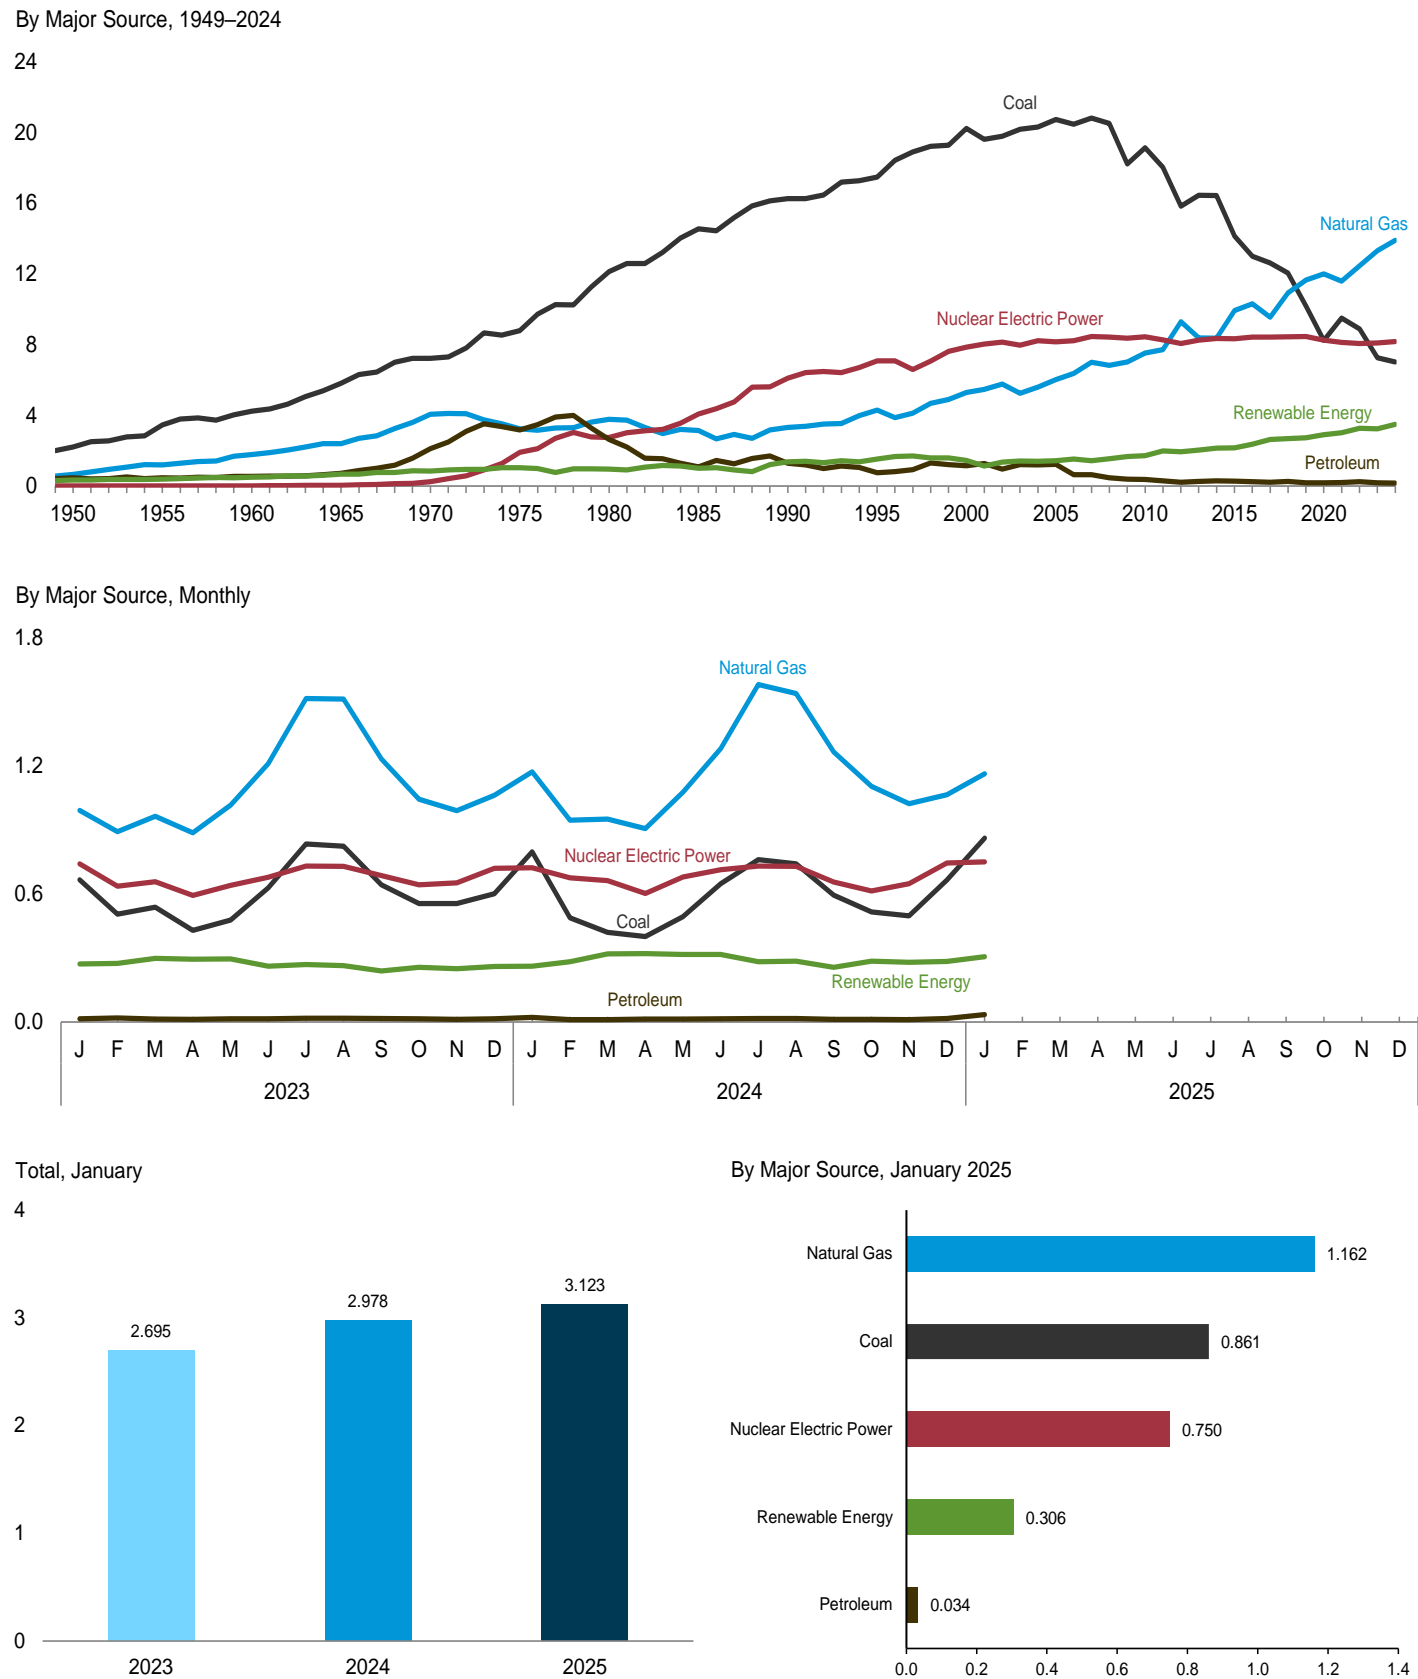 By Major Source, 1949–2024
24
Coal
20
16
Natural Gas
12
Nuclear Electric Power
8
Renewable Energy
4
Petroleum
0
1950 1955 1960 1965 1970 1975 1980 1985 1990 1995 2000 2005 2010 2015 2020
By Major Source, Monthly
1.8
Natural Gas
1.2
Nuclear Electric Power
0.6
Coal
Renewable Energy
Petroleum
0.0
J F M A M J J A S O N D J F M A M J J A S O N D J F M A M J J A S O N D
2023 2024 2025
Total, January
4
3.123
2.978
3
2.695
2
1
0
2023 2024 2025
By Major Source, January 2025
Natural Gas 1.162
Coal 0.861
Nuclear Electric Power 0.750
Renewable Energy 0.306
Petroleum 0.034
0.0 0.2 0.4 0.6 0.8 1.0 1.2 1.4